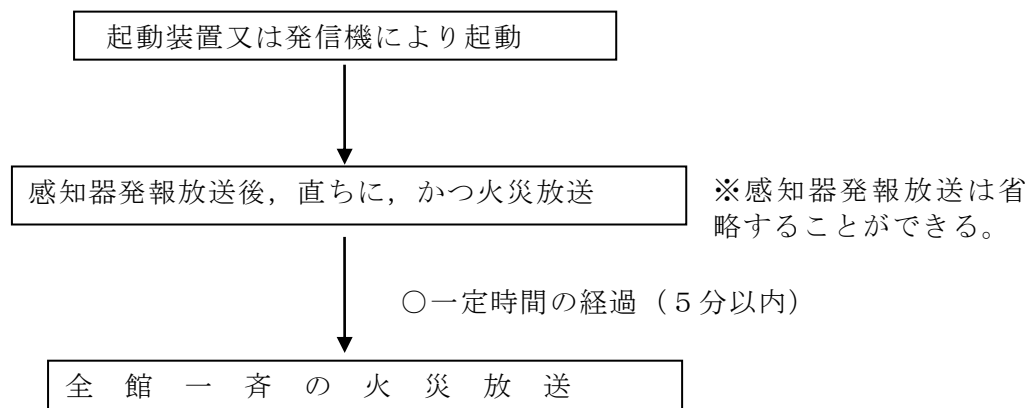 起動装置又は発信機により起動
感知器発報放送後，直ちに，かつ火災放送
※感知器発報放送は省
略することができる。
○一定時間の経過（５分以内）
全館一斉の火災放送